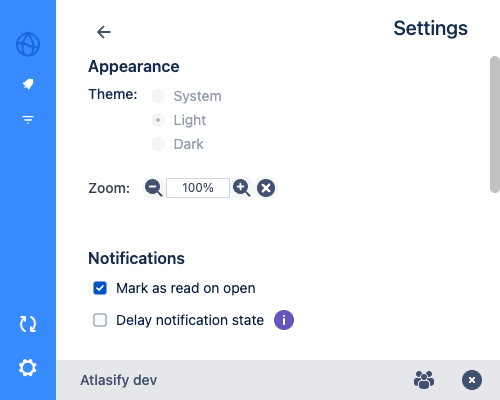 Settings
Appearance
Theme:
System
Light
Dark
Zoom: 100%
Notifications
Mark as read on open
Delay notification state
Atlasify dev